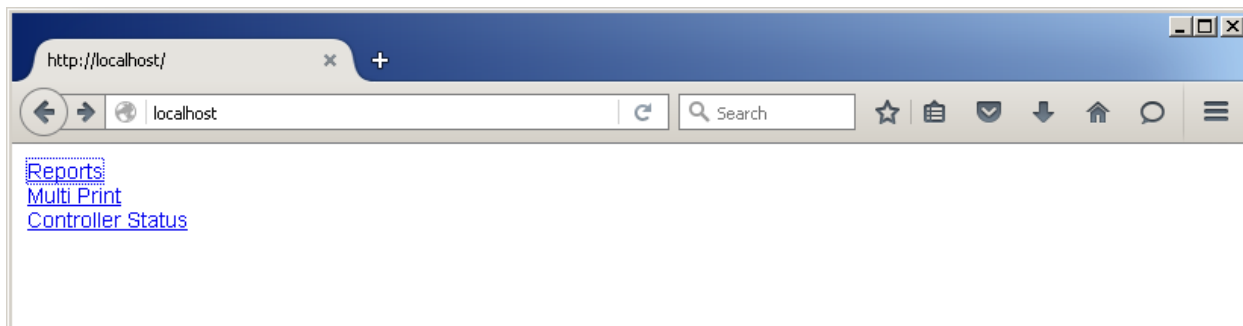 http://localhost/
localhost
Search
Reports
Multi Print
Controller Status